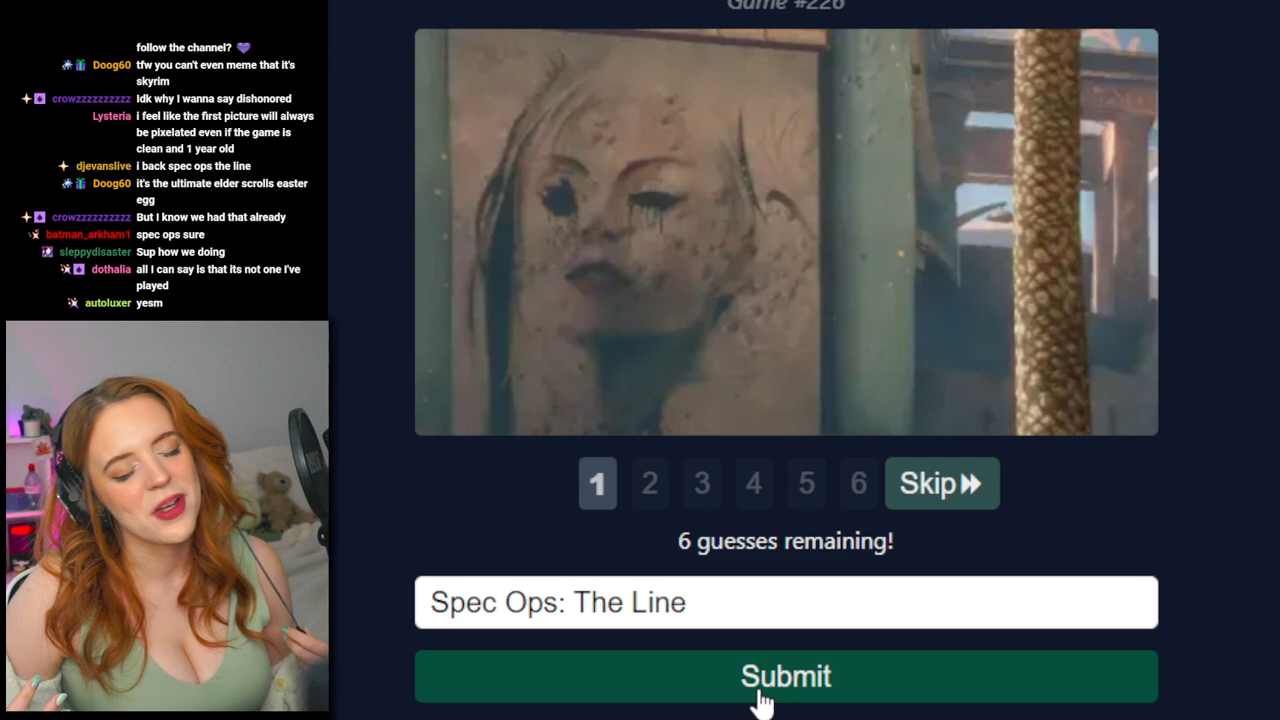 Game #226
follow the channel? 💜
Doog60 tfw you can't even meme that it's
skyrim
crowzzzzzzzzzz Idk why I wanna say dishonored
Lysteria i feel like the first picture will always
be pixelated even if the game is
clean and 1 year old
djevanslive i back spec ops the line
Doog60 it's the ultimate elder scrolls easter
egg
crowzzzzzzzzzz But I know we had that already
batman_arkham1 spec ops sure
sleppydisaster Sup how we doing
dothalia all I can say is that its not one I've
played
autoluxer yesm
1 2 3 4 5 6 Skip
6 guesses remaining!
Spec Ops: The Line
Submit